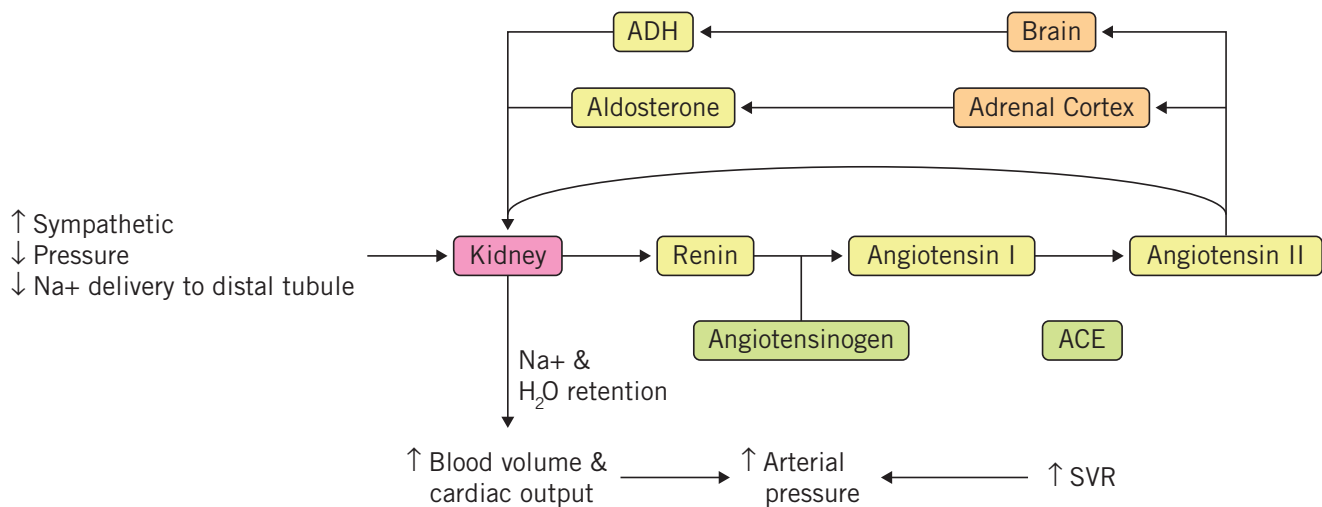 ADH
Brain
Aldosterone
Adrenal Cortex
↑ Sympathetic
↓ Pressure
↓ Na+ delivery to distal tubule
Kidney
Renin
Angiotensin I
Angiotensin II
Angiotensinogen
ACE
Na+ &
H₂O retention
↑ Blood volume &
cardiac output
↑ Arterial
pressure
↑ SVR